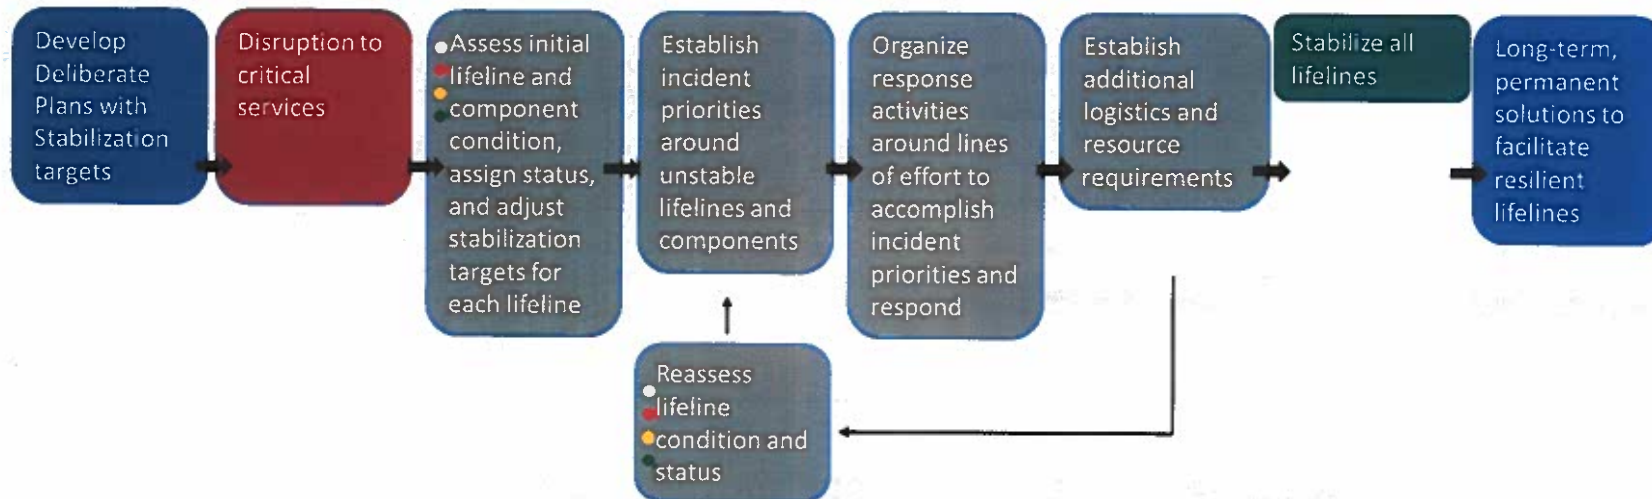 Develop
Deliberate
Plans with
Stabilization
targets
Disruption to
critical
services
Assess initial
lifeline and
component
condition,
assign status,
and adjust
stabilization
targets for
each lifeline
Establish
incident
priorities
around
unstable
lifelines and
components
Organize
response
activities
around lines
of effort to
accomplish
incident
priorities and
respond
Establish
additional
logistics and
resource
requirements
Stabilize all
lifelines
Long-term,
permanent
solutions to
facilitate
resilient
lifelines
Reassess
lifeline
condition and
status